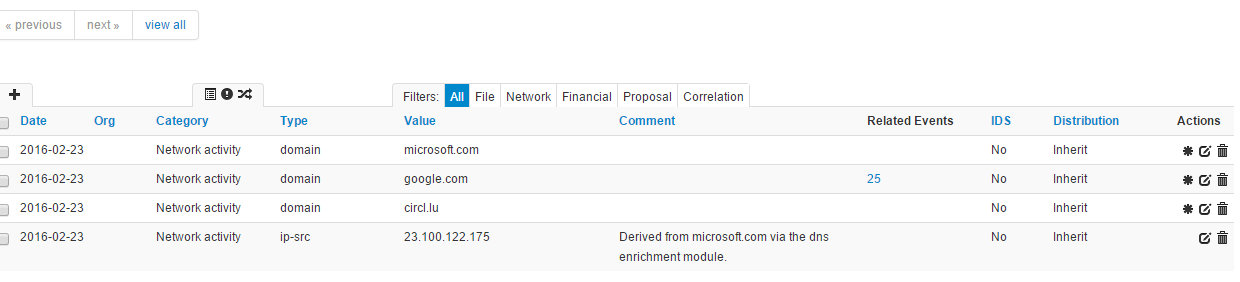 « previous next » view all
Filters: All File Network Financial Proposal Correlation
Date Org Category Type Value Comment Related Events IDS Distribution Actions
2016-02-23 Network activity domain microsoft.com No Inherit
2016-02-23 Network activity domain google.com 25 No Inherit
2016-02-23 Network activity domain circl.lu No Inherit
2016-02-23 Network activity ip-src 23.100.122.175 Derived from microsoft.com via the dns No Inherit
enrichment module.